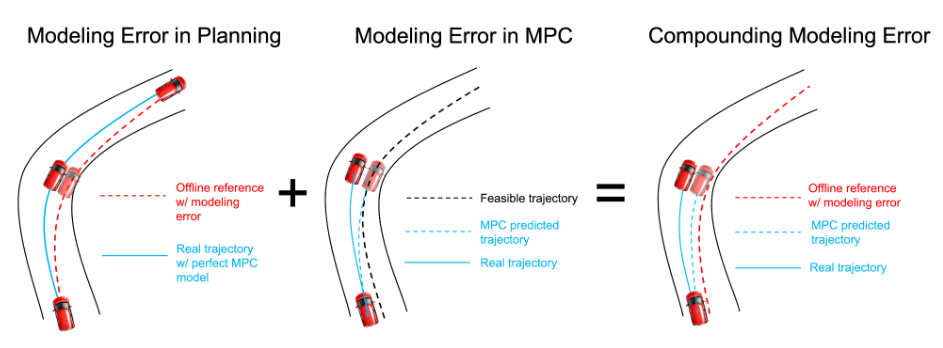 Modeling Error in Planning
Modeling Error in MPC
Compounding Modeling Error
Offline reference
w/ modeling
error
Real trajectory
w/ perfect MPC
model
+
Feasible trajectory
MPC predicted
trajectory
Real trajectory
=
Offline reference
w/ modeling error
MPC predicted
trajectory
Real trajectory